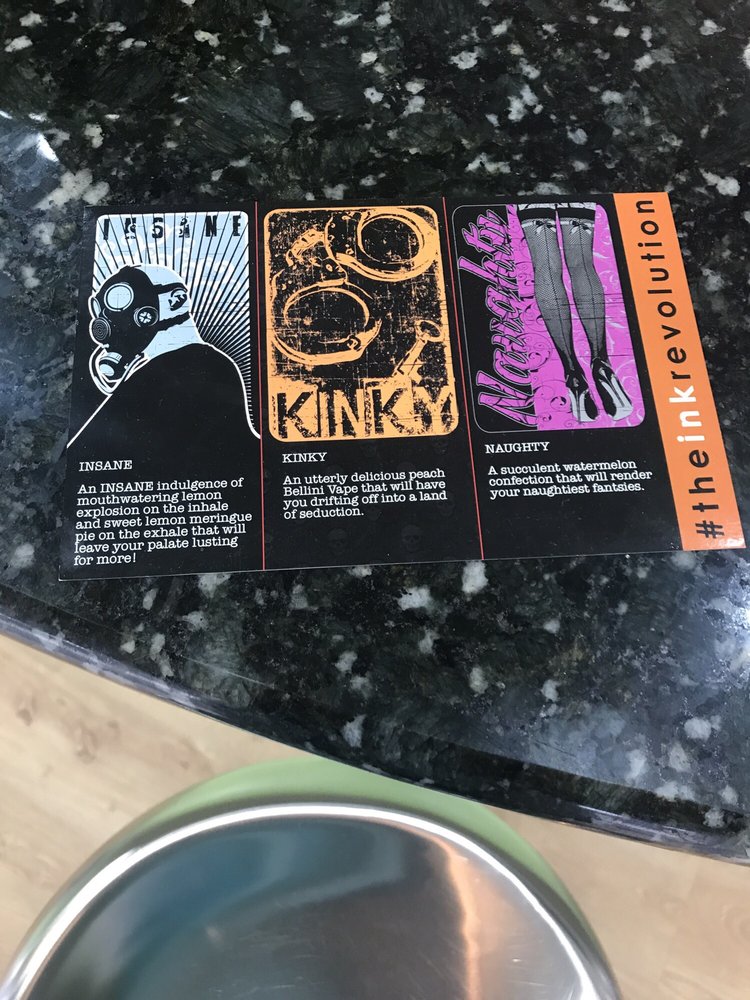 INSANE
INSANE
An INSANE indulgence of
mouthwatering lemon
explosion on the inhale
and sweet lemon meringue
pie on the exhale that will
leave your palate lusting
for more!
KINKY
KINKY
An utterly delicious peach
Bellini Vape that will have
you drifting off into a land
of seduction.
Naughty
NAUGHTY
A succulent watermelon
confection that will render
your naughtiest fantsies.
#theinkrevolution